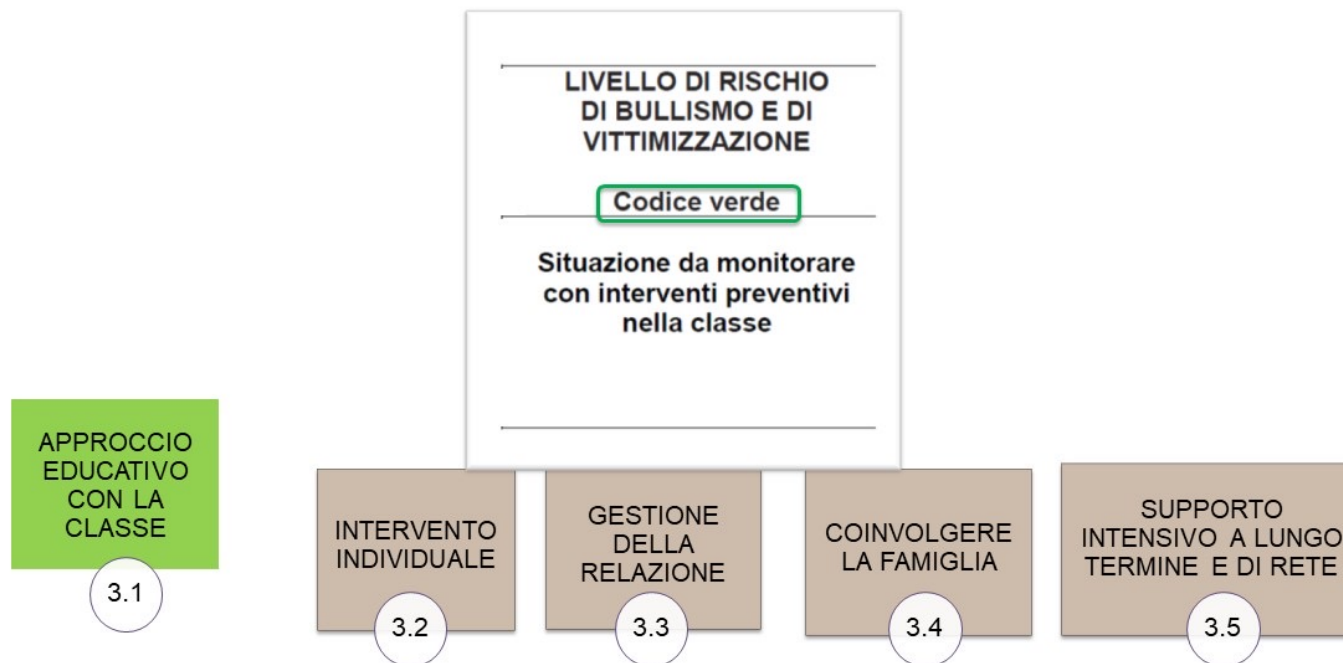 LIVELLO DI RISCHIO
DI BULLISMO E DI
VITTIMIZZAZIONE
Codice verde
Situazione da monitorare
con interventi preventivi
nella classe
APPROCCIO
EDUCATIVO
CON LA
CLASSE
3.1
INTERVENTO
INDIVIDUALE
3.2
GESTIONE
DELLA
RELAZIONE
3.3
COINVOLGERE
LA FAMIGLIA
3.4
SUPPORTO
INTENSIVO A LUNGO
TERMINE E DI RETE
3.5